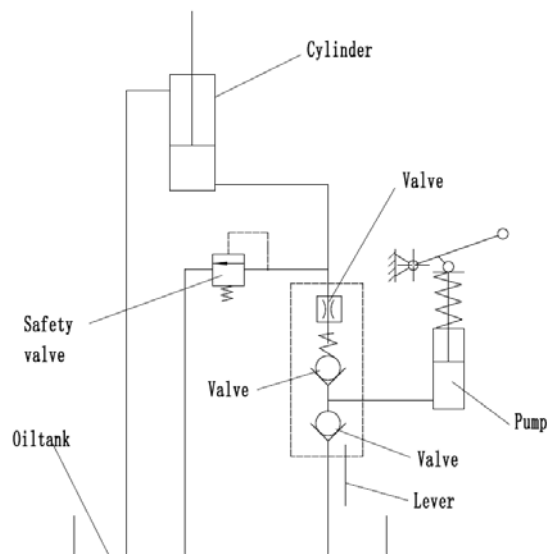 Cylinder
Valve
Safety
valve
Valve
Pump
Oiltank
Valve
Lever